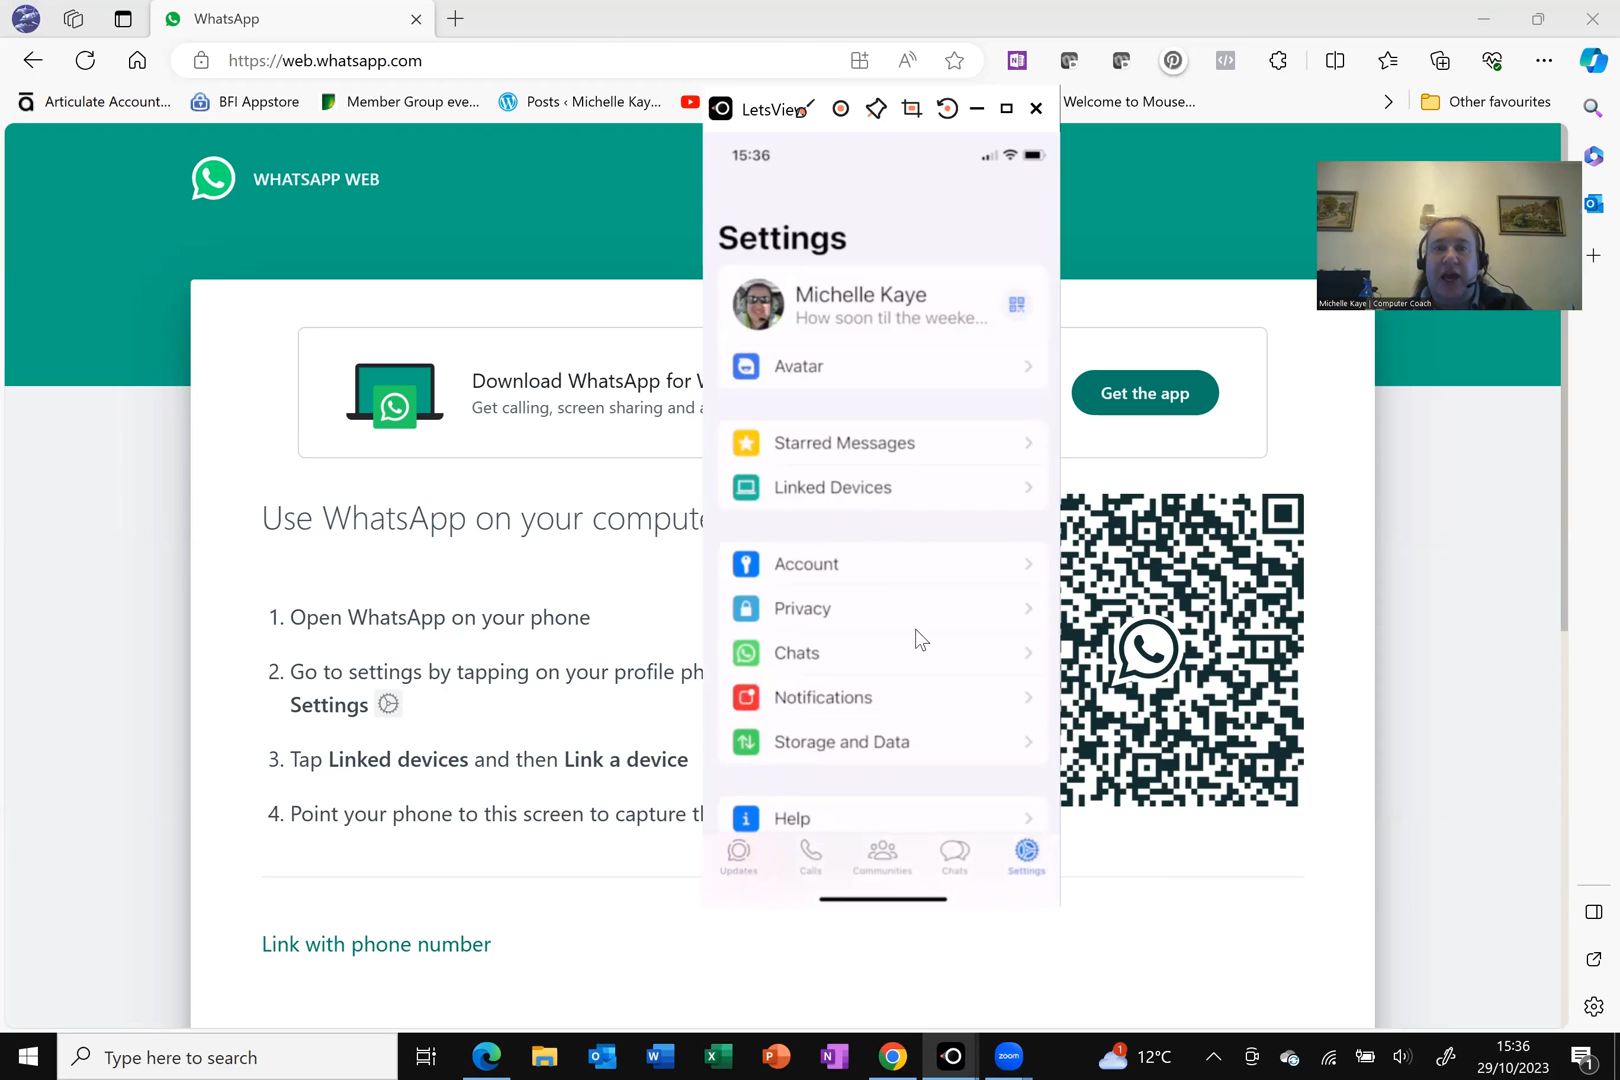 WhatsApp
https://web.whatsapp.com
Articulate Account...
BFI Appstore
Member Group eve...
Posts ‹ Michelle Kay...
Welcome to Mouse...
Other favourites
LetsView
15:36
WHATSAPP WEB
Settings
Michelle Kaye
How soon til the weeke...
Avatar
Michelle Kaye | Computer Coach
Download WhatsApp for W
Get calling, screen sharing and a
Get the app
Starred Messages
Linked Devices
Use WhatsApp on your compute
Account
Privacy
Chats
Notifications
Storage and Data
Help
1. Open WhatsApp on your phone
2. Go to settings by tapping on your profile ph
Settings
3. Tap Linked devices and then Link a device
4. Point your phone to this screen to capture th
Updates
Calls
Communities
Chats
Settings
Link with phone number
Type here to search
zoom
1
12°C
15:36
29/10/2023
1